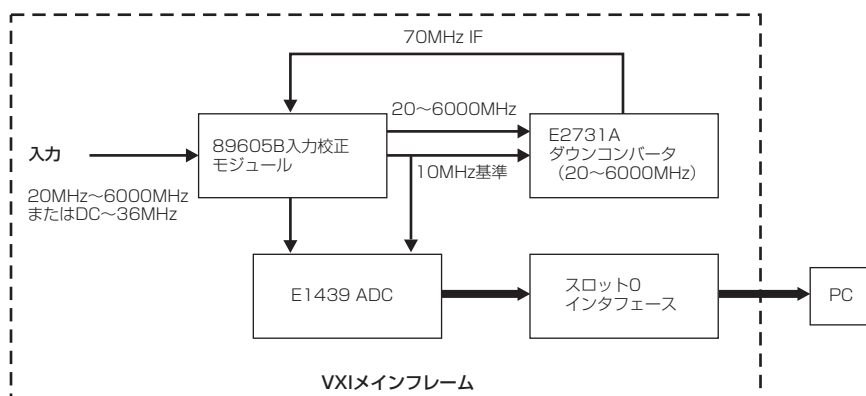 70MHz IF
20～6000MHz
89605B入力校正
モジュール
E2731A
ダウンコンバータ
（20～6000MHz）
入力
10MHz基準
20MHz～6000MHz
またはDC～36MHz
E1439 ADC
スロット0
インタフェース
PC
VXIメインフレーム